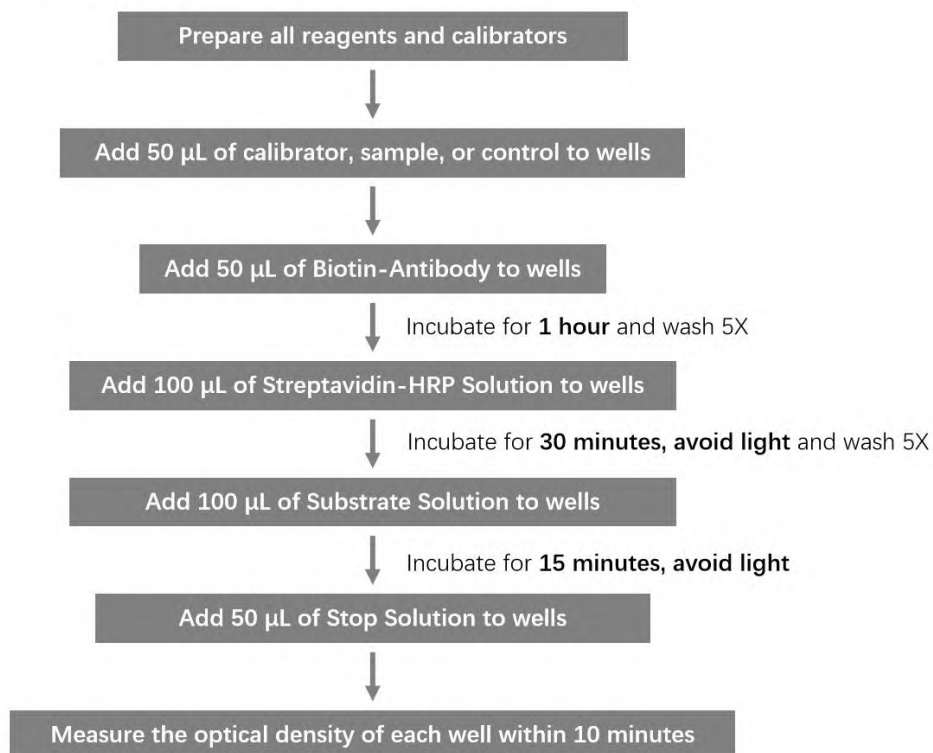 Prepare all reagents and calibrators
Add 50 μL of calibrator, sample, or control to wells
Add 50 μL of Biotin-Antibody to wells
Incubate for 1 hour and wash 5X
Add 100 μL of Streptavidin-HRP Solution to wells
Incubate for 30 minutes, avoid light and wash 5X
Add 100 μL of Substrate Solution to wells
Incubate for 15 minutes, avoid light
Add 50 μL of Stop Solution to wells
Measure the optical density of each well within 10 minutes